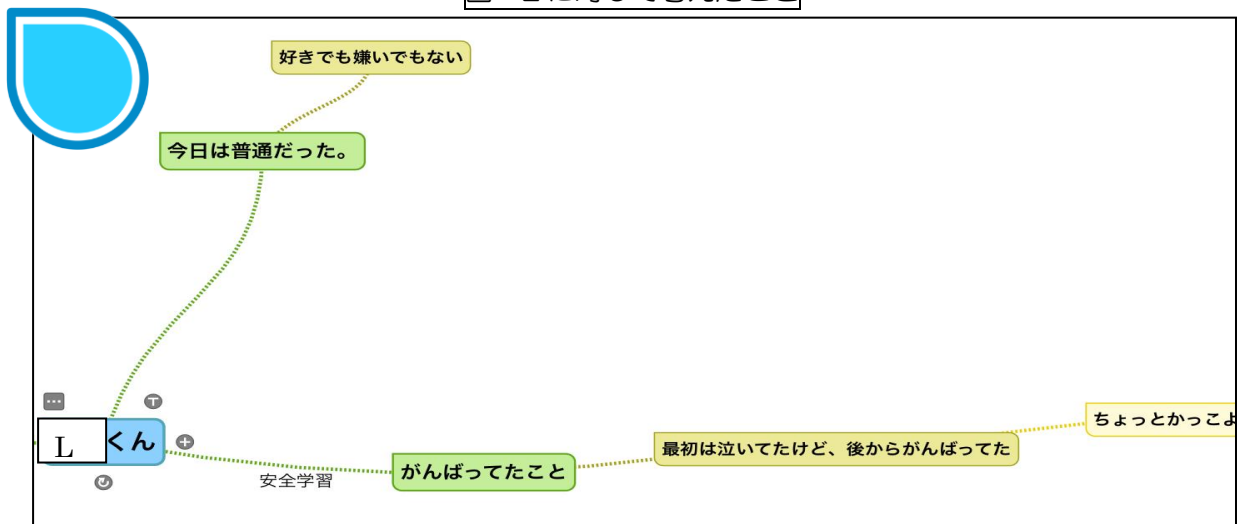 好きでも嫌いでもない
今日は普通だった。
L くん
安全学習
がんばってたこと
最初は泣いてたけど、後からがんばってた
ちょっとかっこよ